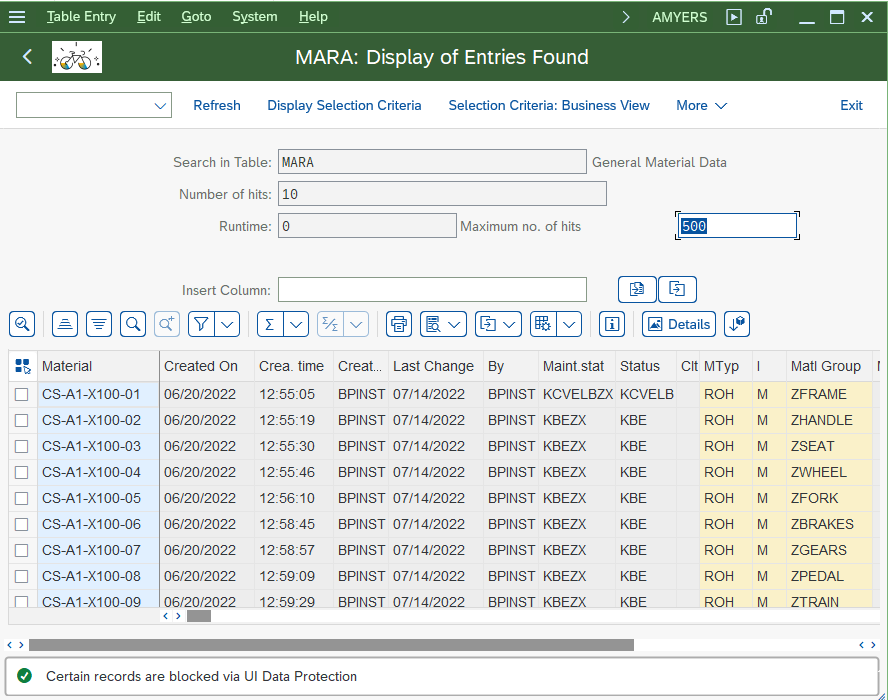 Table Entry Edit Goto System Help AMYERS
MARA: Display of Entries Found
Refresh Display Selection Criteria Selection Criteria: Business View More Exit
Search in Table: MARA General Material Data
Number of hits: 10
Runtime: 0 Maximum no. of hits 500
Insert Column:
Details
Material Created On Crea. time Creat... Last Change By Maint.stat Status Clt MTyp I Matl Group
CS-A1-X100-01 06/20/2022 12:55:05 BPINST 07/14/2022 BPINST KCVELBZX KCVELB ROH M ZFRAME
CS-A1-X100-02 06/20/2022 12:55:19 BPINST 07/14/2022 BPINST KBEZX KBE ROH M ZHANDLE
CS-A1-X100-03 06/20/2022 12:55:30 BPINST 07/14/2022 BPINST KBEZX KBE ROH M ZSEAT
CS-A1-X100-04 06/20/2022 12:55:46 BPINST 07/14/2022 BPINST KBEZX KBE ROH M ZWHEEL
CS-A1-X100-05 06/20/2022 12:56:10 BPINST 07/14/2022 BPINST KBEZX KBE ROH M ZFORK
CS-A1-X100-06 06/20/2022 12:58:45 BPINST 07/14/2022 BPINST KBEZX KBE ROH M ZBRAKES
CS-A1-X100-07 06/20/2022 12:58:57 BPINST 07/14/2022 BPINST KBEZX KBE ROH M ZGEARS
CS-A1-X100-08 06/20/2022 12:59:09 BPINST 07/14/2022 BPINST KBEZX KBE ROH M ZPEDAL
CS-A1-X100-09 06/20/2022 12:59:29 BPINST 07/14/2022 BPINST KBEZX KBE ROH M ZTRAIN
Certain records are blocked via UI Data Protection